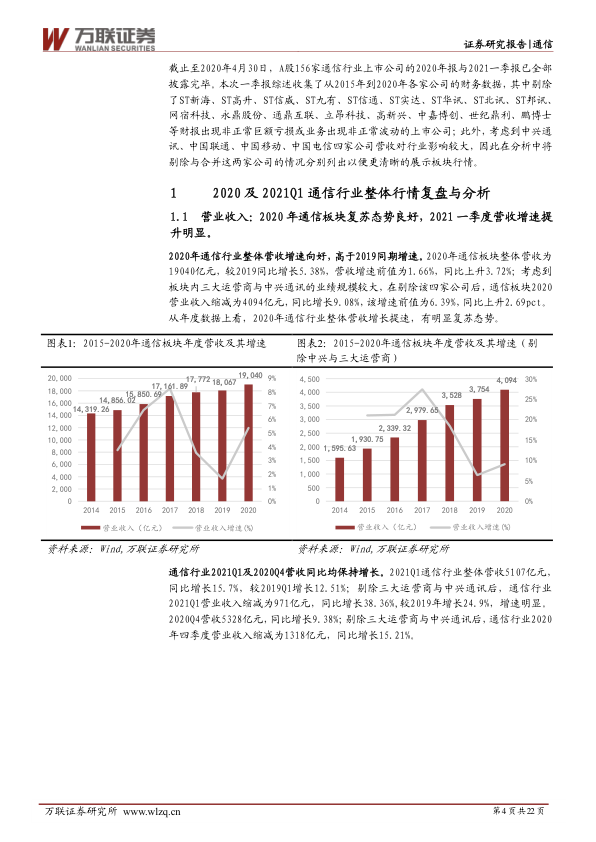 万联证券
WANLIAN SECURITIES
证券研究报告|通信
截止至2020年4月30日，A股156家通信行业上市公司的2020年报与2021一季报已全部
披露完毕。本次一季报综述收集了从2015年到2020年各家公司的财务数据，其中剔除
了ST新海、ST高升、ST信威、ST九有、ST信通、ST实达、ST华讯、ST北讯、ST邦讯、
网宿科技、永鼎股份、通鼎互联、立昂科技、高新兴、中嘉博创、世纪鼎利、鹏博士
等财报出现非正常巨额亏损或业务出现非正常波动的上市公司；此外，考虑到中兴通
讯、中国联通、中国移动、中国电信四家公司营收对行业影响较大，因此在分析中将
剔除与合并这两家公司的情况分别列出以便更清晰的展示板块行情。
1 2020 及 2021Q1 通信行业整体行情复盘与分析
1.1 营业收入：2020 年通信板块复苏态势良好，2021 一季度营收增速提
升明显。
2020年通信行业整体营收增速向好，高于2019同期增速。2020年通信板块整体营收为
19040亿元，较2019同比增长5.38%，营收增速前值为1.66%，同比上升3.72%；考虑到
板块内三大运营商与中兴通讯的业绩规模较大，在剔除该四家公司后，通信板块2020
营业收入缩减为4094亿元，同比增长9.08%，该增速前值为6.39%，同比上升2.69pct。
从年度数据上看，2020年通信行业整体营收增长提速，有明显复苏态势。
图表1：2015-2020年通信板块年度营收及其增速
20,000
18,000
16,000
14,000
12,000
10,000
8,000
6,000
4,000
2,000
0
14,319.26
14,856.02
15,850.69
17,161.89
17,772
18,067
19,040
9%
8%
7%
6%
5%
4%
3%
2%
1%
0%
2014 2015 2016 2017 2018 2019 2020
营业收入（亿元） 营业收入增速(%)
资料来源：Wind,万联证券研究所
图表2：2015-2020年通信板块年度营收及其增速（剔
除中兴与三大运营商）
4,500
4,000
3,500
3,000
2,500
2,000
1,500
1,000
500
0
1,595.63
1,930.75
2,339.32
2,979.65
3,528
3,754
4,094
30%
25%
20%
15%
10%
5%
0%
2014 2015 2016 2017 2018 2019 2020
营业收入（亿元） 营业收入增速(%)
资料来源：Wind,万联证券研究所
通信行业2021Q1及2020Q4营收同比均保持增长。2021Q1通信行业整体营收5107亿元，
同比增长15.7%，较2019Q1增长12.51%；剔除三大运营商与中兴通讯后，通信行业
2021Q1营业收入缩减为971亿元，同比增长38.36%,较2019年增长24.9%，增速明显。
2020Q4营收5328亿元，同比增长9.38%；剔除三大运营商与中兴通讯后，通信行业2020
年四季度营业收入缩减为1318亿元，同比增长15.21%。
万联证券研究所 www.wlzq.cn
第4页共22页